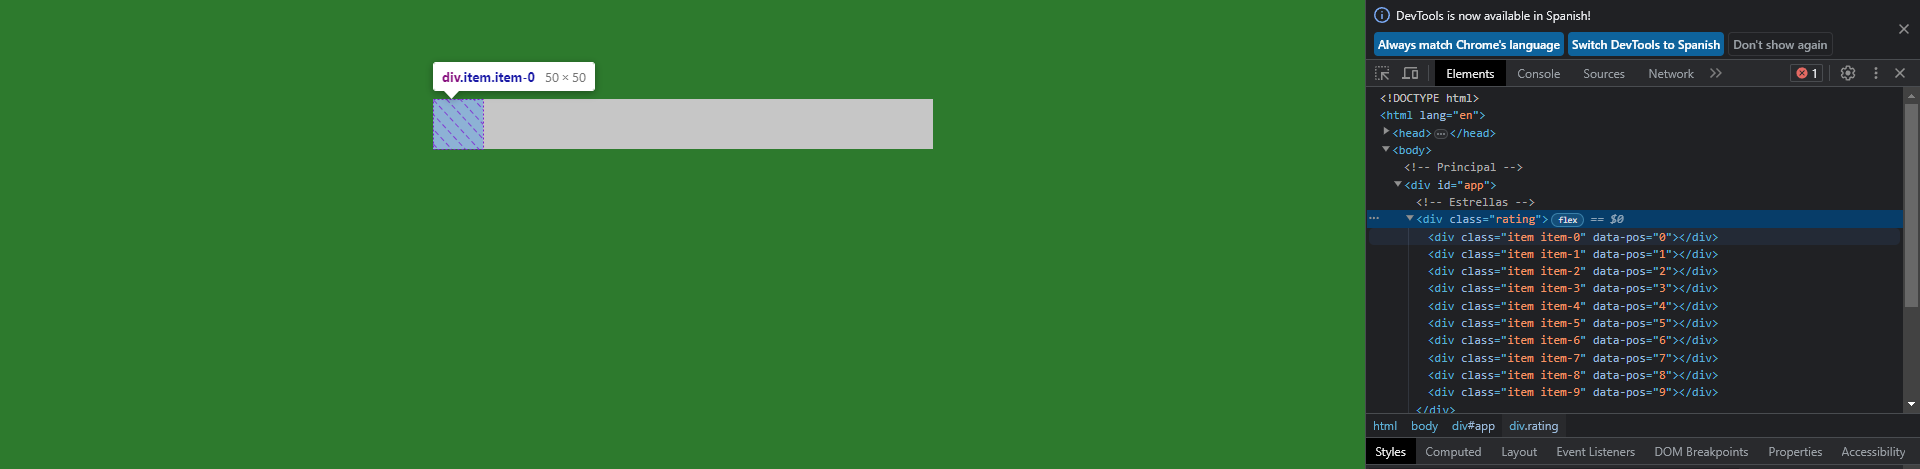 div.item.item-0 50 × 50
DevTools is now available in Spanish!
Always match Chrome's language Switch DevTools to Spanish Don't show again
Elements Console Sources Network 1
<!DOCTYPE html>
<html lang="en">
<head> ⋯ </head>
<body>
<!-- Principal -->
<div id="app">
<!-- Estrellas -->
<div class="rating"> flex == $0
<div class="item item-0" data-pos="0"></div>
<div class="item item-1" data-pos="1"></div>
<div class="item item-2" data-pos="2"></div>
<div class="item item-3" data-pos="3"></div>
<div class="item item-4" data-pos="4"></div>
<div class="item item-5" data-pos="5"></div>
<div class="item item-6" data-pos="6"></div>
<div class="item item-7" data-pos="7"></div>
<div class="item item-8" data-pos="8"></div>
<div class="item item-9" data-pos="9"></div>
</div>
html body div#app div.rating
Styles Computed Layout Event Listeners DOM Breakpoints Properties Accessibility